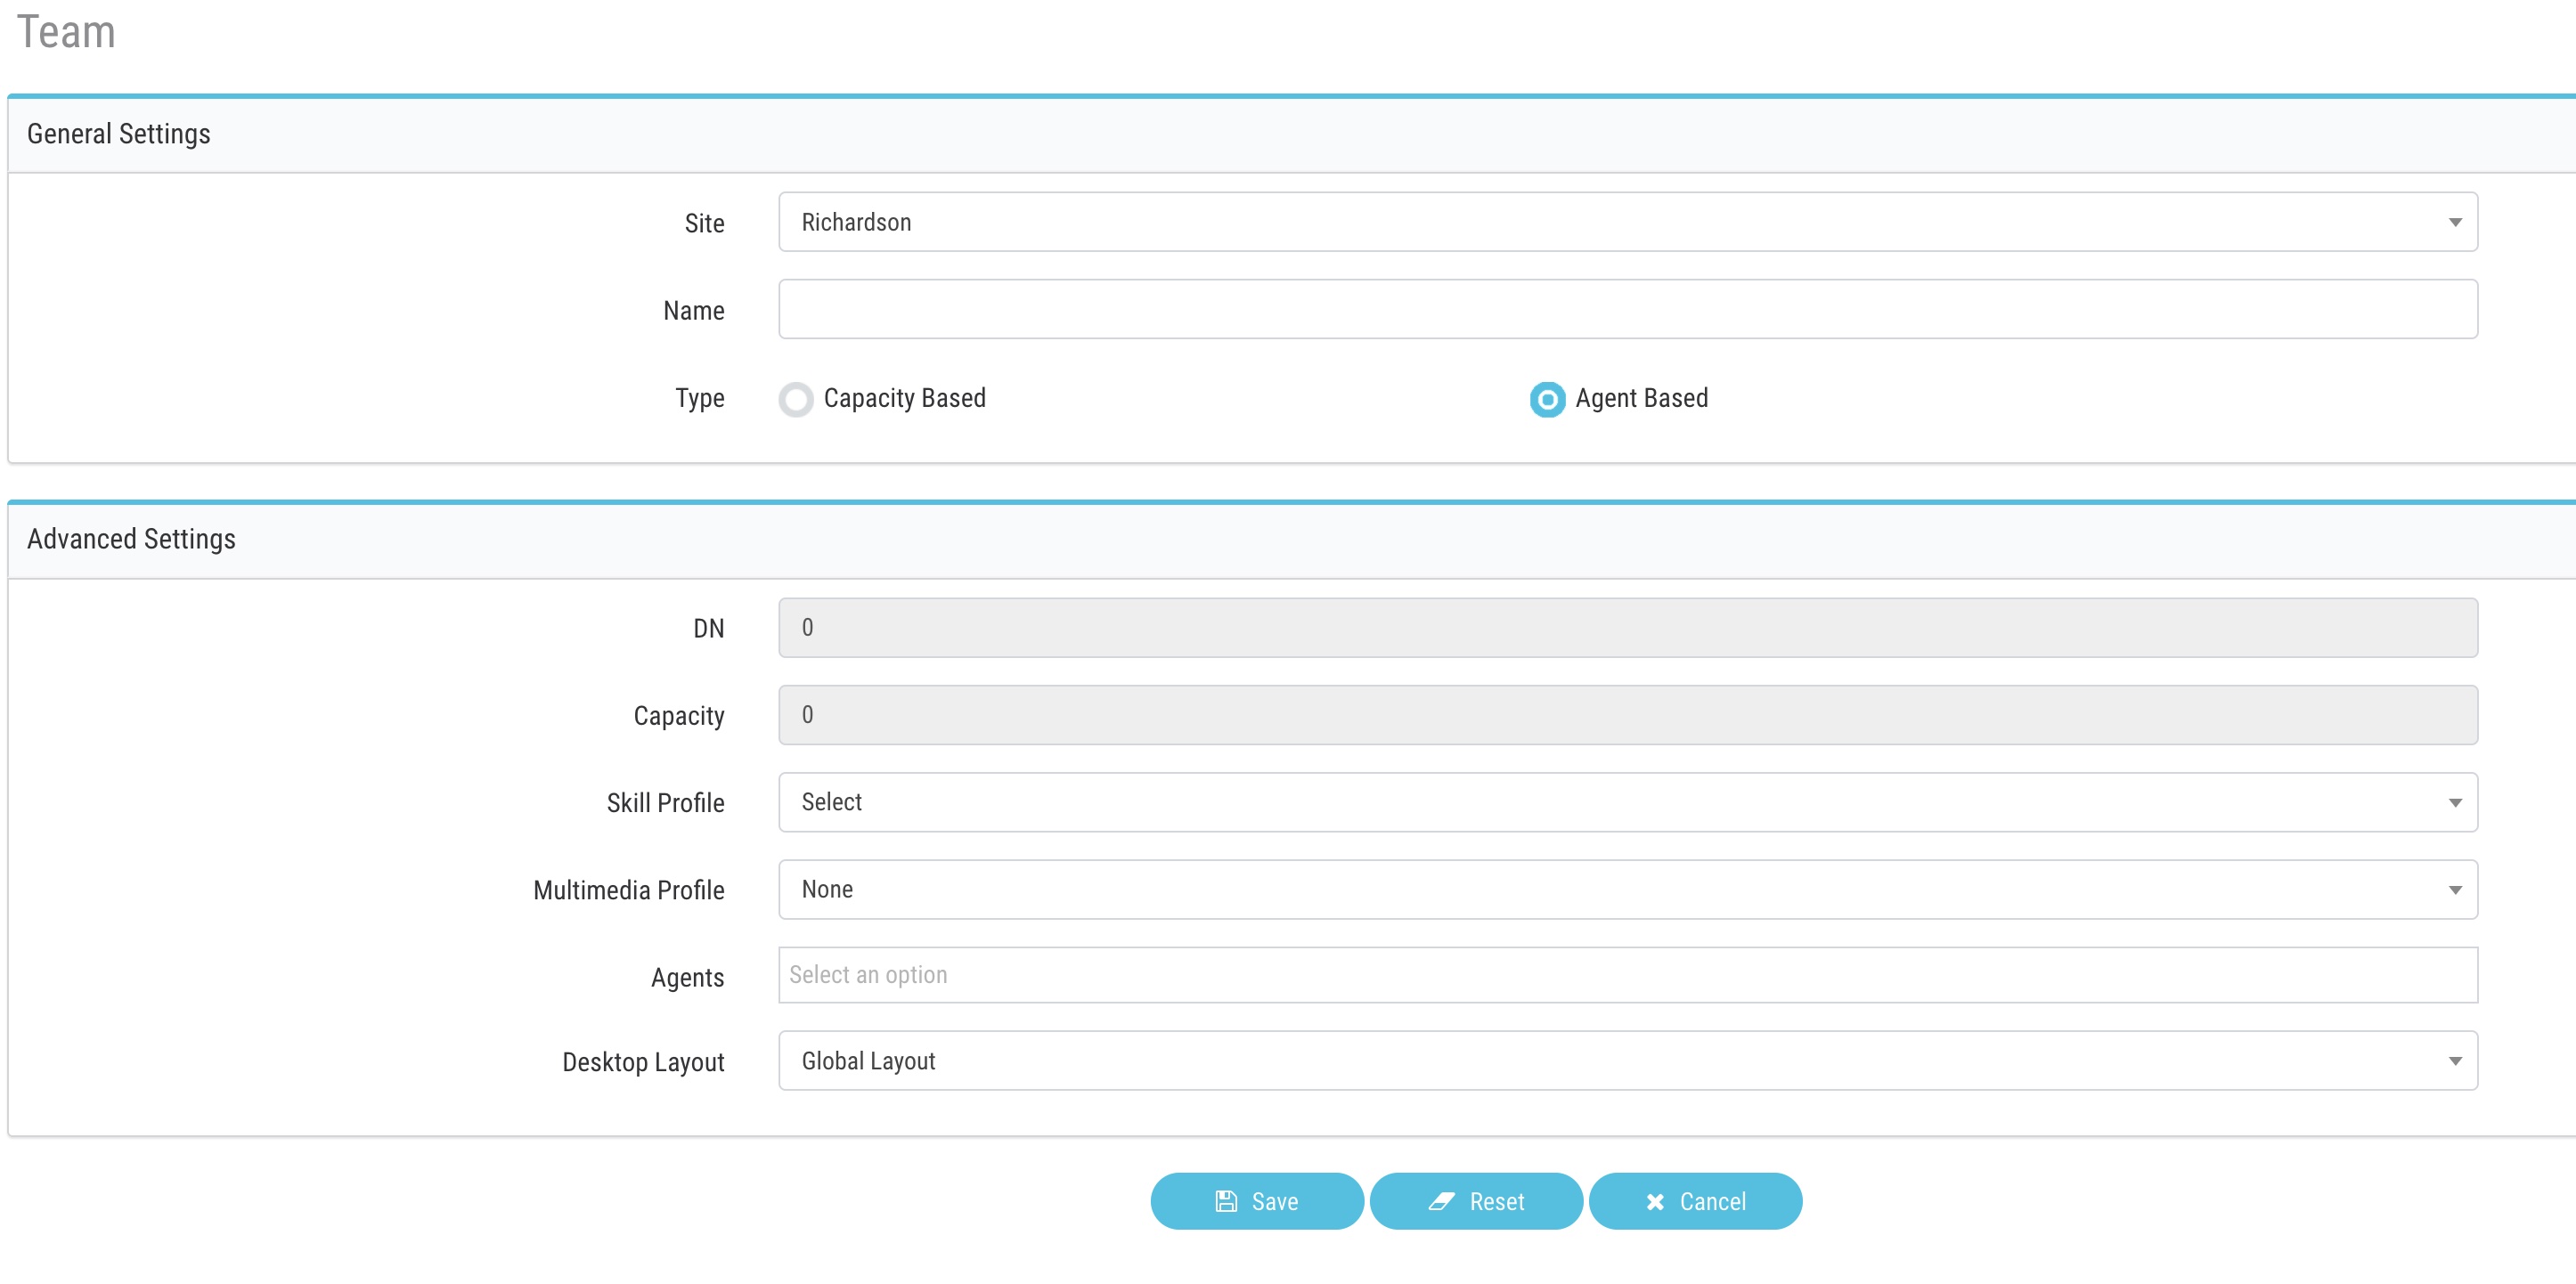 Team
General Settings
Site Richardson
Name
Type Capacity Based Agent Based
Advanced Settings
DN 0
Capacity 0
Skill Profile Select
Multimedia Profile None
Agents Select an option
Desktop Layout Global Layout
Save Reset Cancel